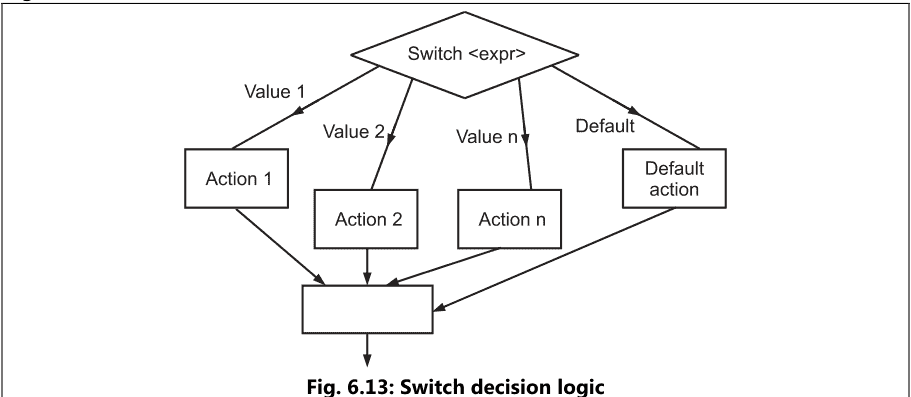 Switch <expr>
Value 1
Value 2
Value n
Default
Action 1
Action 2
Action n
Default
action
Fig. 6.13: Switch decision logic